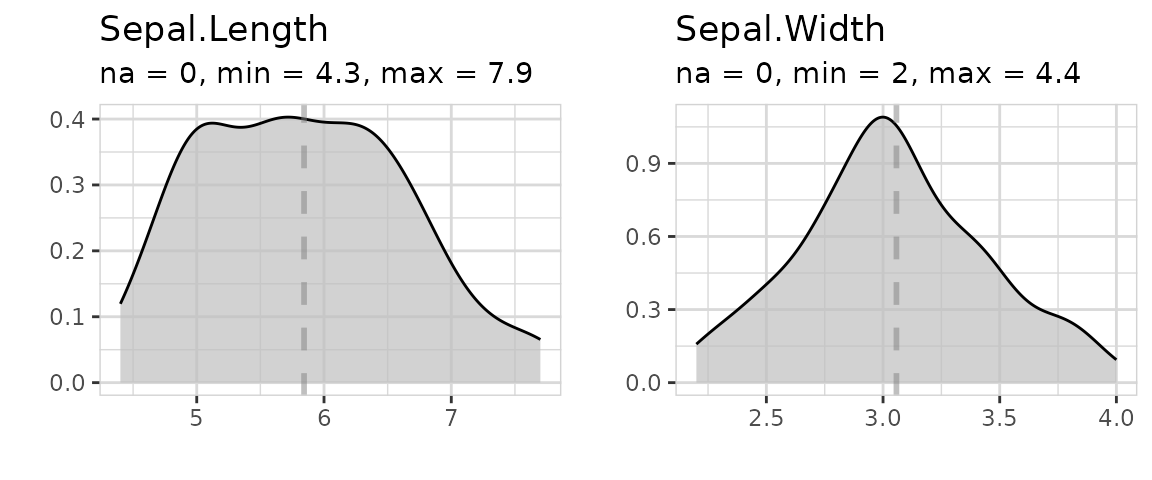 Sepal.Length
na = 0, min = 4.3, max = 7.9
0.4
0.3
0.2
0.1
0.0
5 6 7
Sepal.Width
na = 0, min = 2, max = 4.4
0.9
0.6
0.3
0.0
2.5 3.0 3.5 4.0